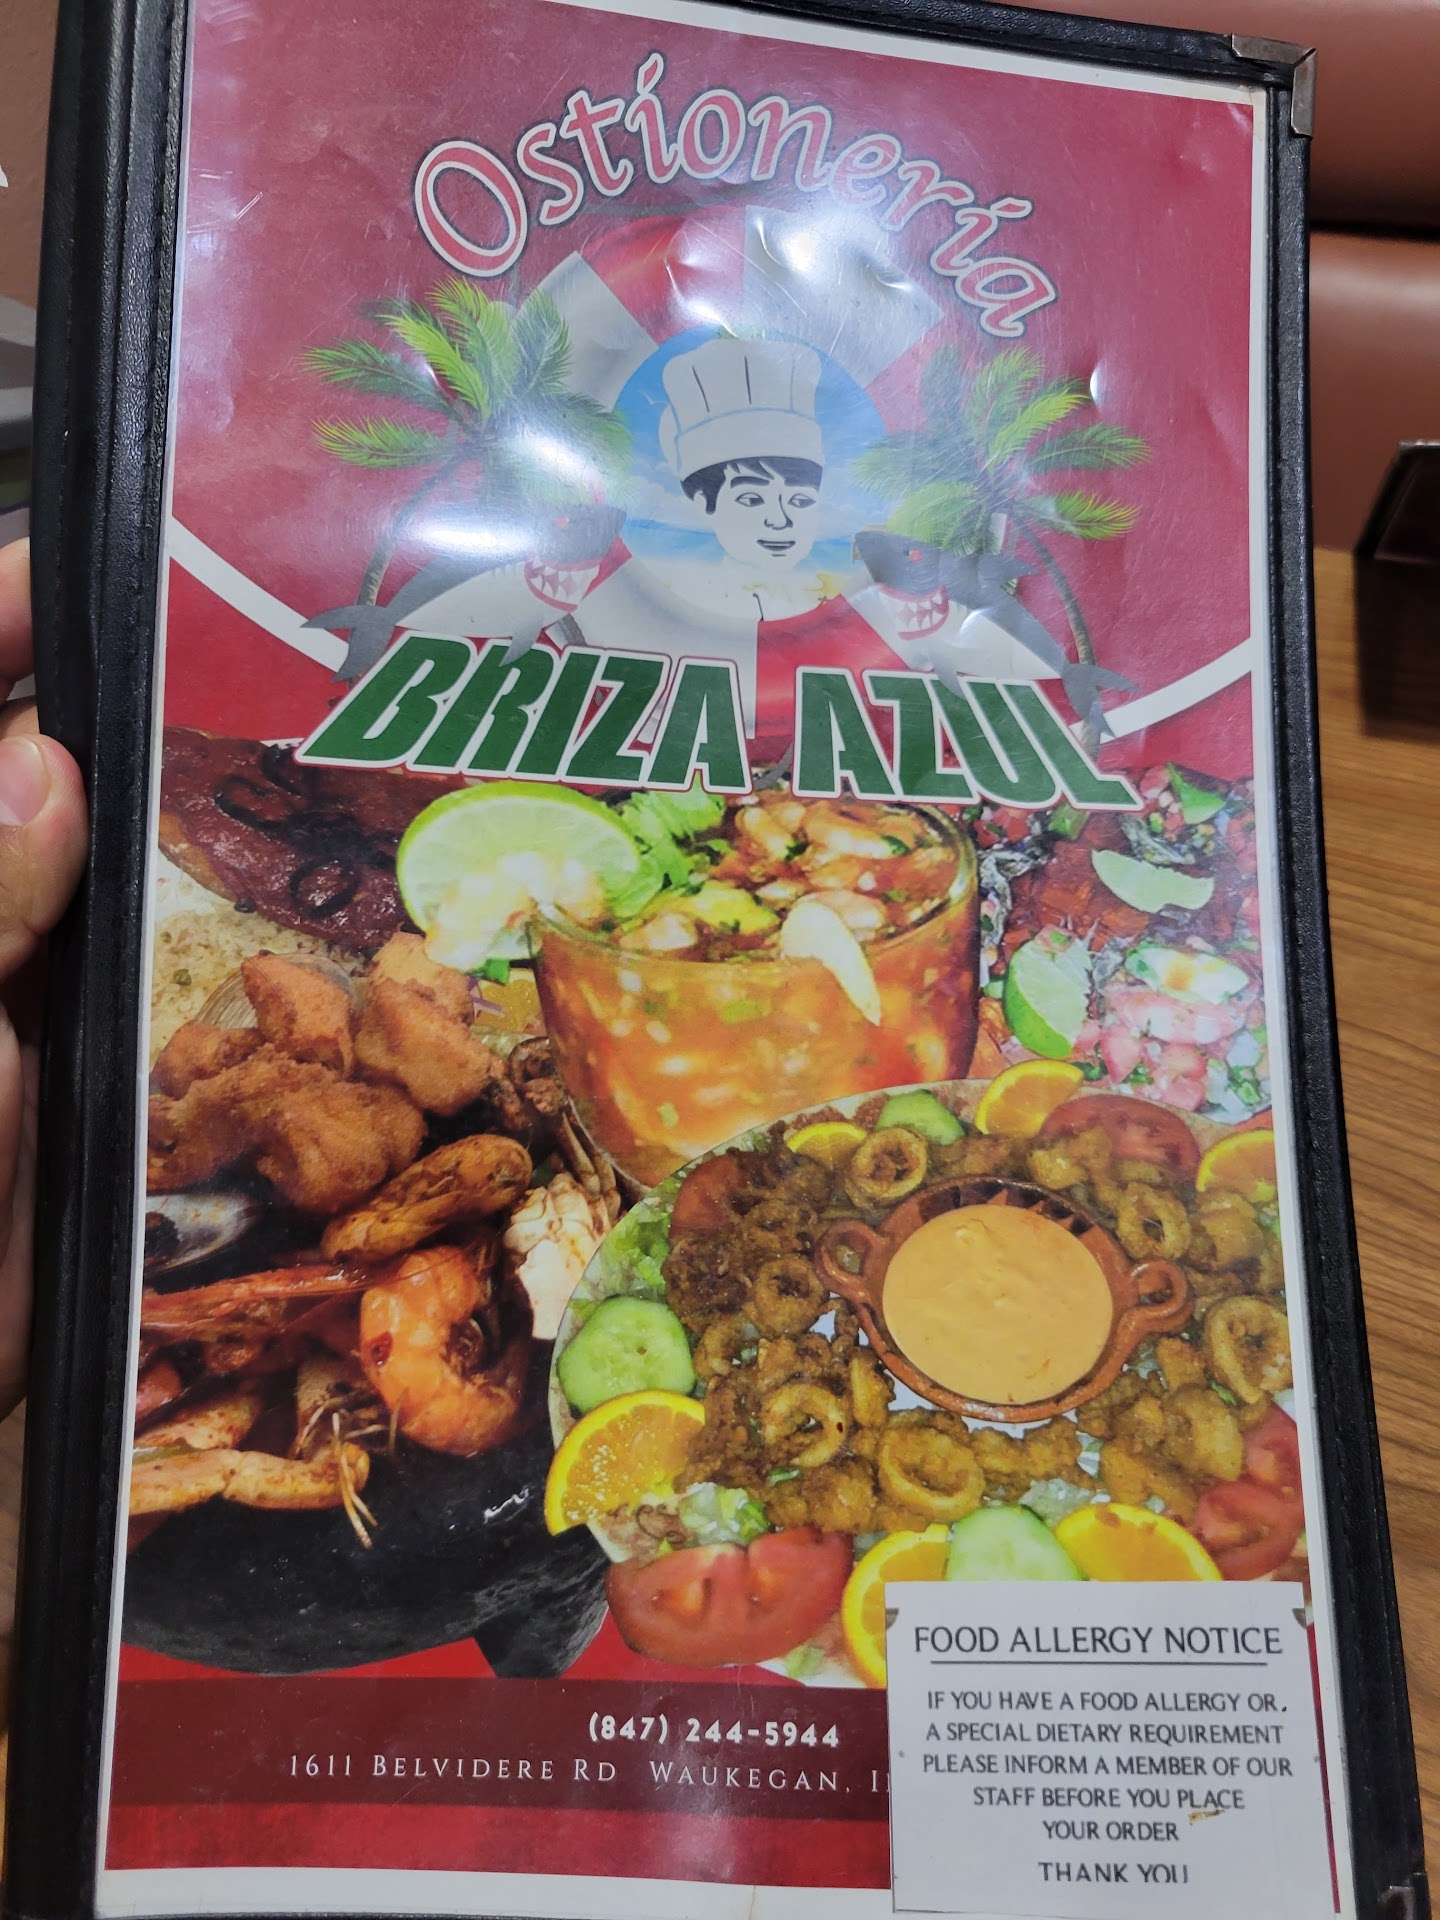 Ostionería
BRIZA AZUL
(847) 244-5944
1611 BELVIDERE RD WAUKEGAN,
FOOD ALLERGY NOTICE
IF YOU HAVE A FOOD ALLERGY OR.
A SPECIAL DIETARY REQUIREMENT
PLEASE INFORM A MEMBER OF OUR
STAFF BEFORE YOU PLACE
YOUR ORDER
THANK YOU